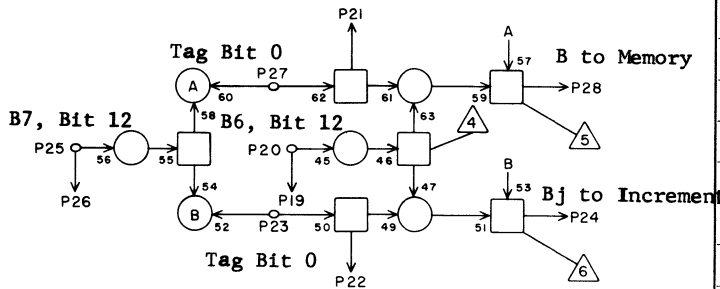 P21
Tag Bit 0
A
B to Memory
P27
57
A
60
62
61
59
P28
58
63
B7, Bit 12
B6, Bit 12
4
5
P25
56
55
P20
45
46
54
47
B
Bj to Increment
P26
P19
53
B
52
P23
50
49
51
P24
Tag Bit 0
P22
6